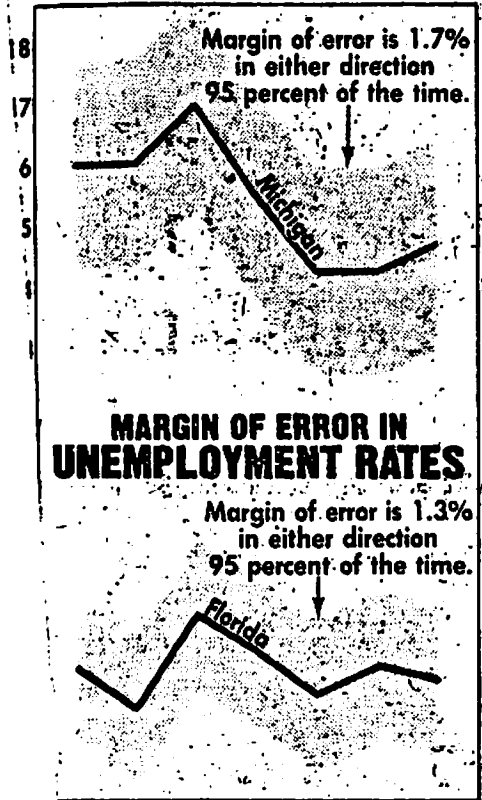 18
Margin of error is 1.7%
in either direction
95 percent of the time.
17
6
5
Michigan
MARGIN OF ERROR IN
UNEMPLOYMENT RATES
Margin of error is 1.3%
in either direction
95 percent of the time.
Florida